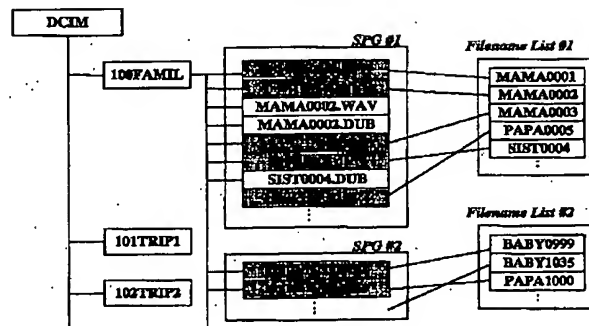 DCIM
SPG #1
Filename List #1
100FAMIL
MAMA0001
MAMA0002
MAMA0002.WAV
MAMA0003
MAMA0002.DUB
PAPA0005
SIST0004
SIST0004.DUB
Filename List #2
101TRIP1
SPG #2
BABY0999
BABY1035
102TRIP2
PAPA1000